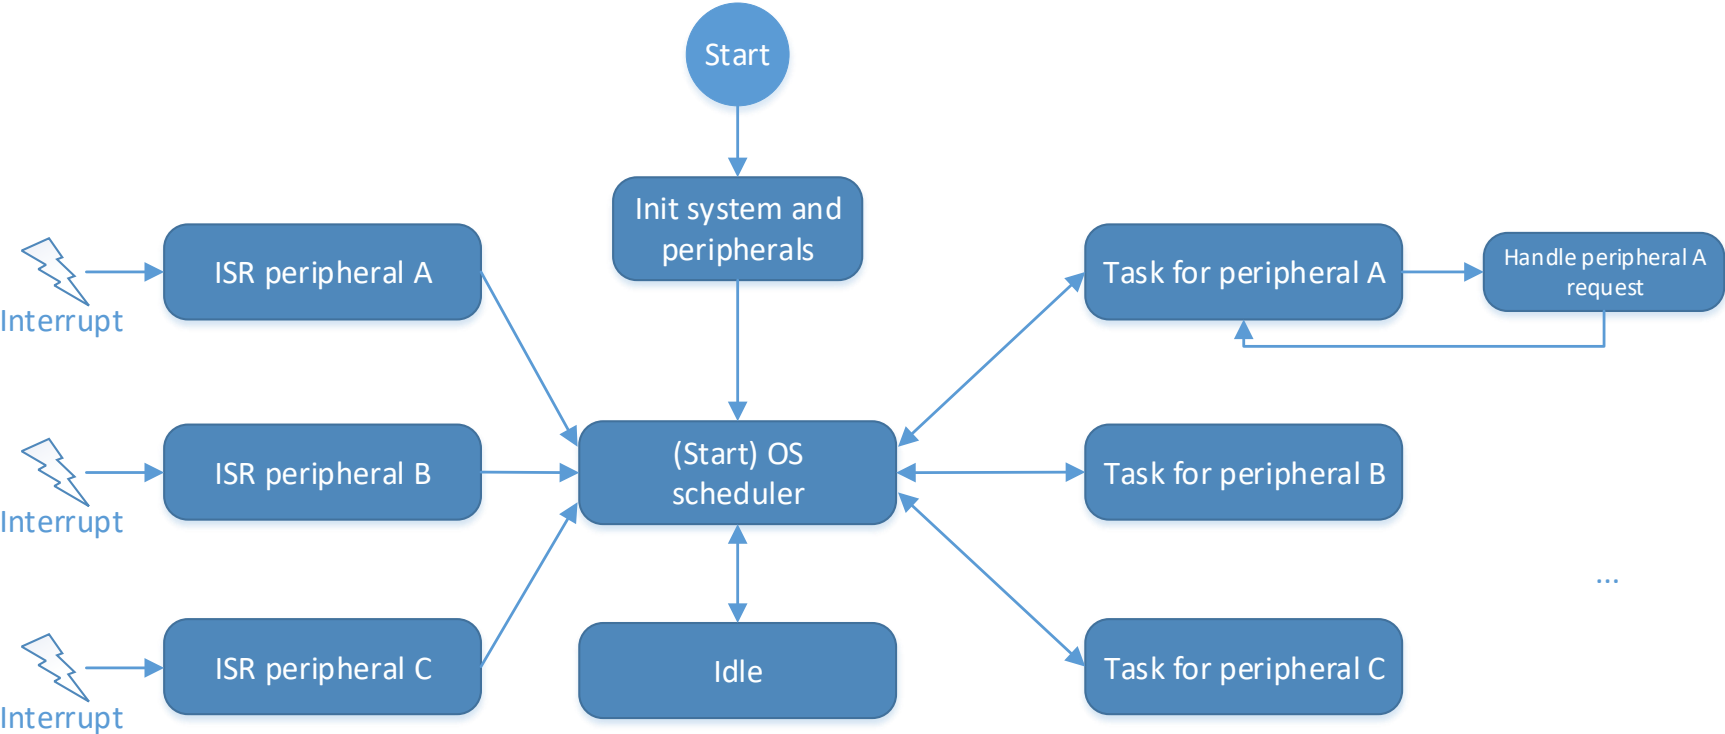 Start
Init system and
peripherals
ISR peripheral A
Interrupt
Task for peripheral A
Handle peripheral A
request
ISR peripheral B
Interrupt
(Start) OS
scheduler
Task for peripheral B
...
ISR peripheral C
Interrupt
Idle
Task for peripheral C